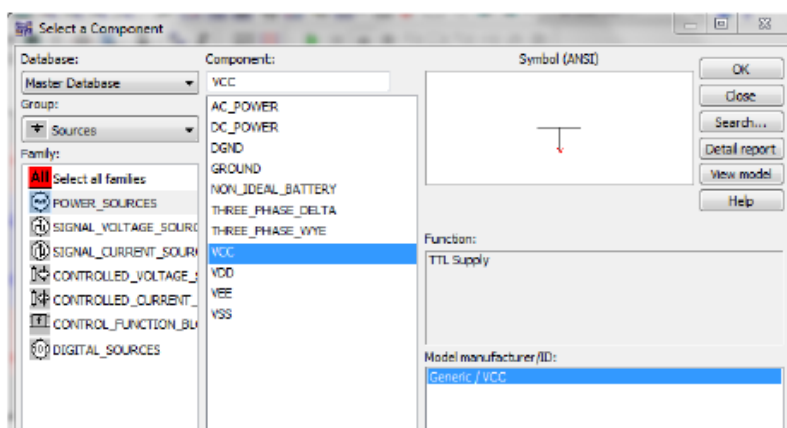 Select a Component
Database:
Master Database
Group:
Sources
Family:
All Select all families
POWER_SOURCES
SIGNAL_VOLTAGE_SOURC
SIGNAL_CURRENT_SOUR
CONTROLLED_VOLTAGE_
CONTROLLED_CURRENT_
CONTROL_FUNCTION_BL
DIGITAL_SOURCES
Component:
VCC
AC_POWER
DC_POWER
DGND
GROUND
NON_IDEAL_BATTERY
THREE_PHASE_DELTA
THREE_PHASE_WYE
VCC
VDD
VEE
VSS
Symbol (ANSI)
Function:
TTL Supply
Model manufacturer/ID:
Generic / VCC
OK
Close
Search...
Detail report
View model
Help